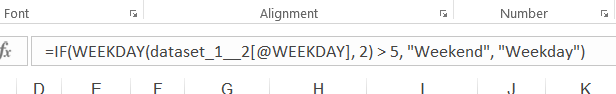 Font Alignment Number
fx =IF(WEEKDAY(dataset_1__2[@WEEKDAY], 2) > 5, "Weekend", "Weekday")
D E F G H I J K